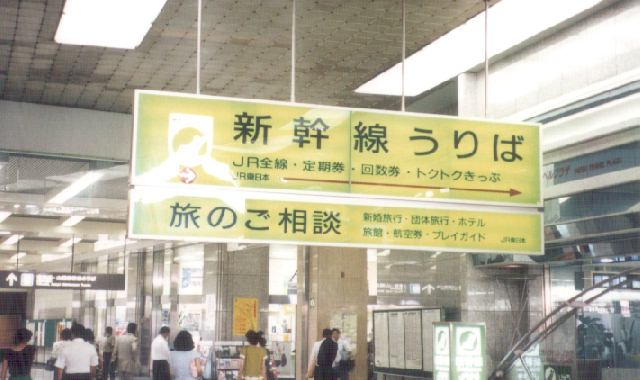 新幹線うりば
JR全線・定期券・回数券・トクトクきっぷ
JR東日本
旅のご相談
新婚旅行・団体旅行・ホテル
旅館・航空券・プレイガイド
JR東日本